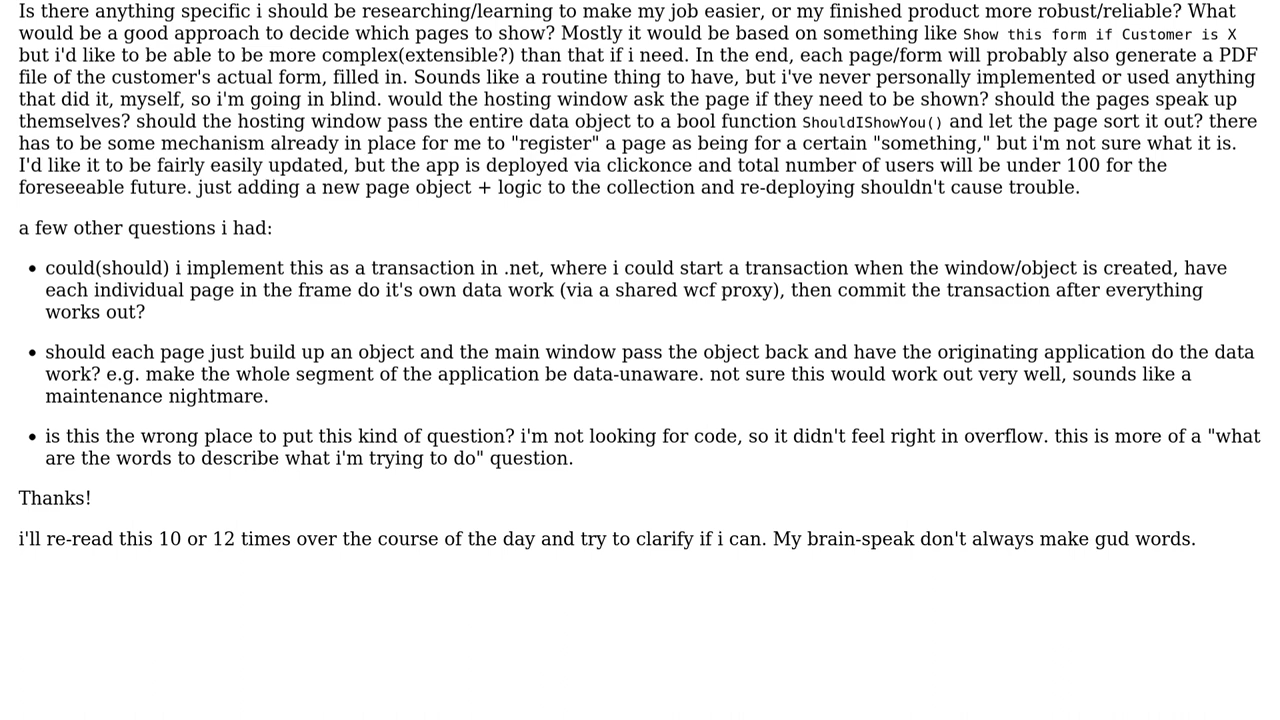 Is there anything specific i should be researching/learning to make my job easier, or my finished product more robust/reliable? What
would be a good approach to decide which pages to show? Mostly it would be based on something like Show this form if Customer is X
but i'd like to be able to be more complex(extensible?) than that if i need. In the end, each page/form will probably also generate a PDF
file of the customer's actual form, filled in. Sounds like a routine thing to have, but i've never personally implemented or used anything
that did it, myself, so i'm going in blind. would the hosting window ask the page if they need to be shown? should the pages speak up
themselves? should the hosting window pass the entire data object to a bool function ShouldIShowYou() and let the page sort it out? there
has to be some mechanism already in place for me to "register" a page as being for a certain "something," but i'm not sure what it is.
I'd like it to be fairly easily updated, but the app is deployed via clickonce and total number of users will be under 100 for the
foreseeable future. just adding a new page object + logic to the collection and re-deploying shouldn't cause trouble.
a few other questions i had:
• could(should) i implement this as a transaction in .net, where i could start a transaction when the window/object is created, have
each individual page in the frame do it's own data work (via a shared wcf proxy), then commit the transaction after everything
works out?
• should each page just build up an object and the main window pass the object back and have the originating application do the data
work? e.g. make the whole segment of the application be data-unaware. not sure this would work out very well, sounds like a
maintenance nightmare.
• is this the wrong place to put this kind of question? i'm not looking for code, so it didn't feel right in overflow. this is more of a "what
are the words to describe what i'm trying to do" question.
Thanks!
i'll re-read this 10 or 12 times over the course of the day and try to clarify if i can. My brain-speak don't always make gud words.